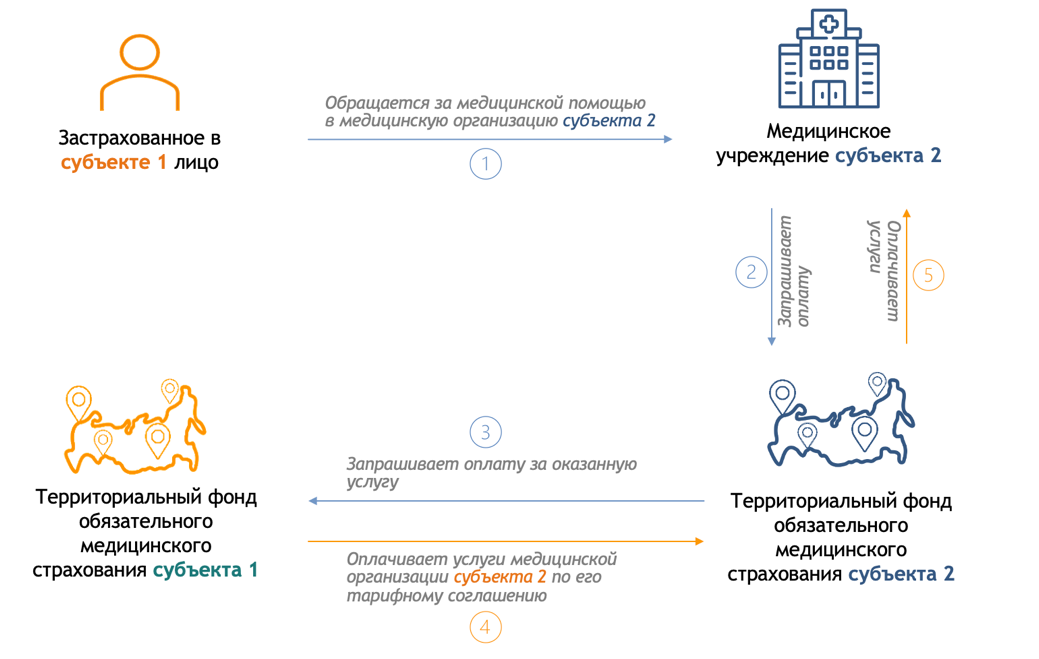 Застрахованное в
субъекте 1 лицо
Обращается за медицинской помощью
в медицинскую организацию субъекта 2
1
Медицинское
учреждение субъекта 2
2
Запрашивает
оплату
Оплачивает
услуги
5
3
Запрашивает оплату за оказанную
услугу
Территориальный фонд
обязательного
медицинского
страхования субъекта 1
Оплачивает услуги медицинской
организации субъекта 2 по его
тарифному соглашению
4
Территориальный фонд
обязательного
медицинского
страхования субъекта 2